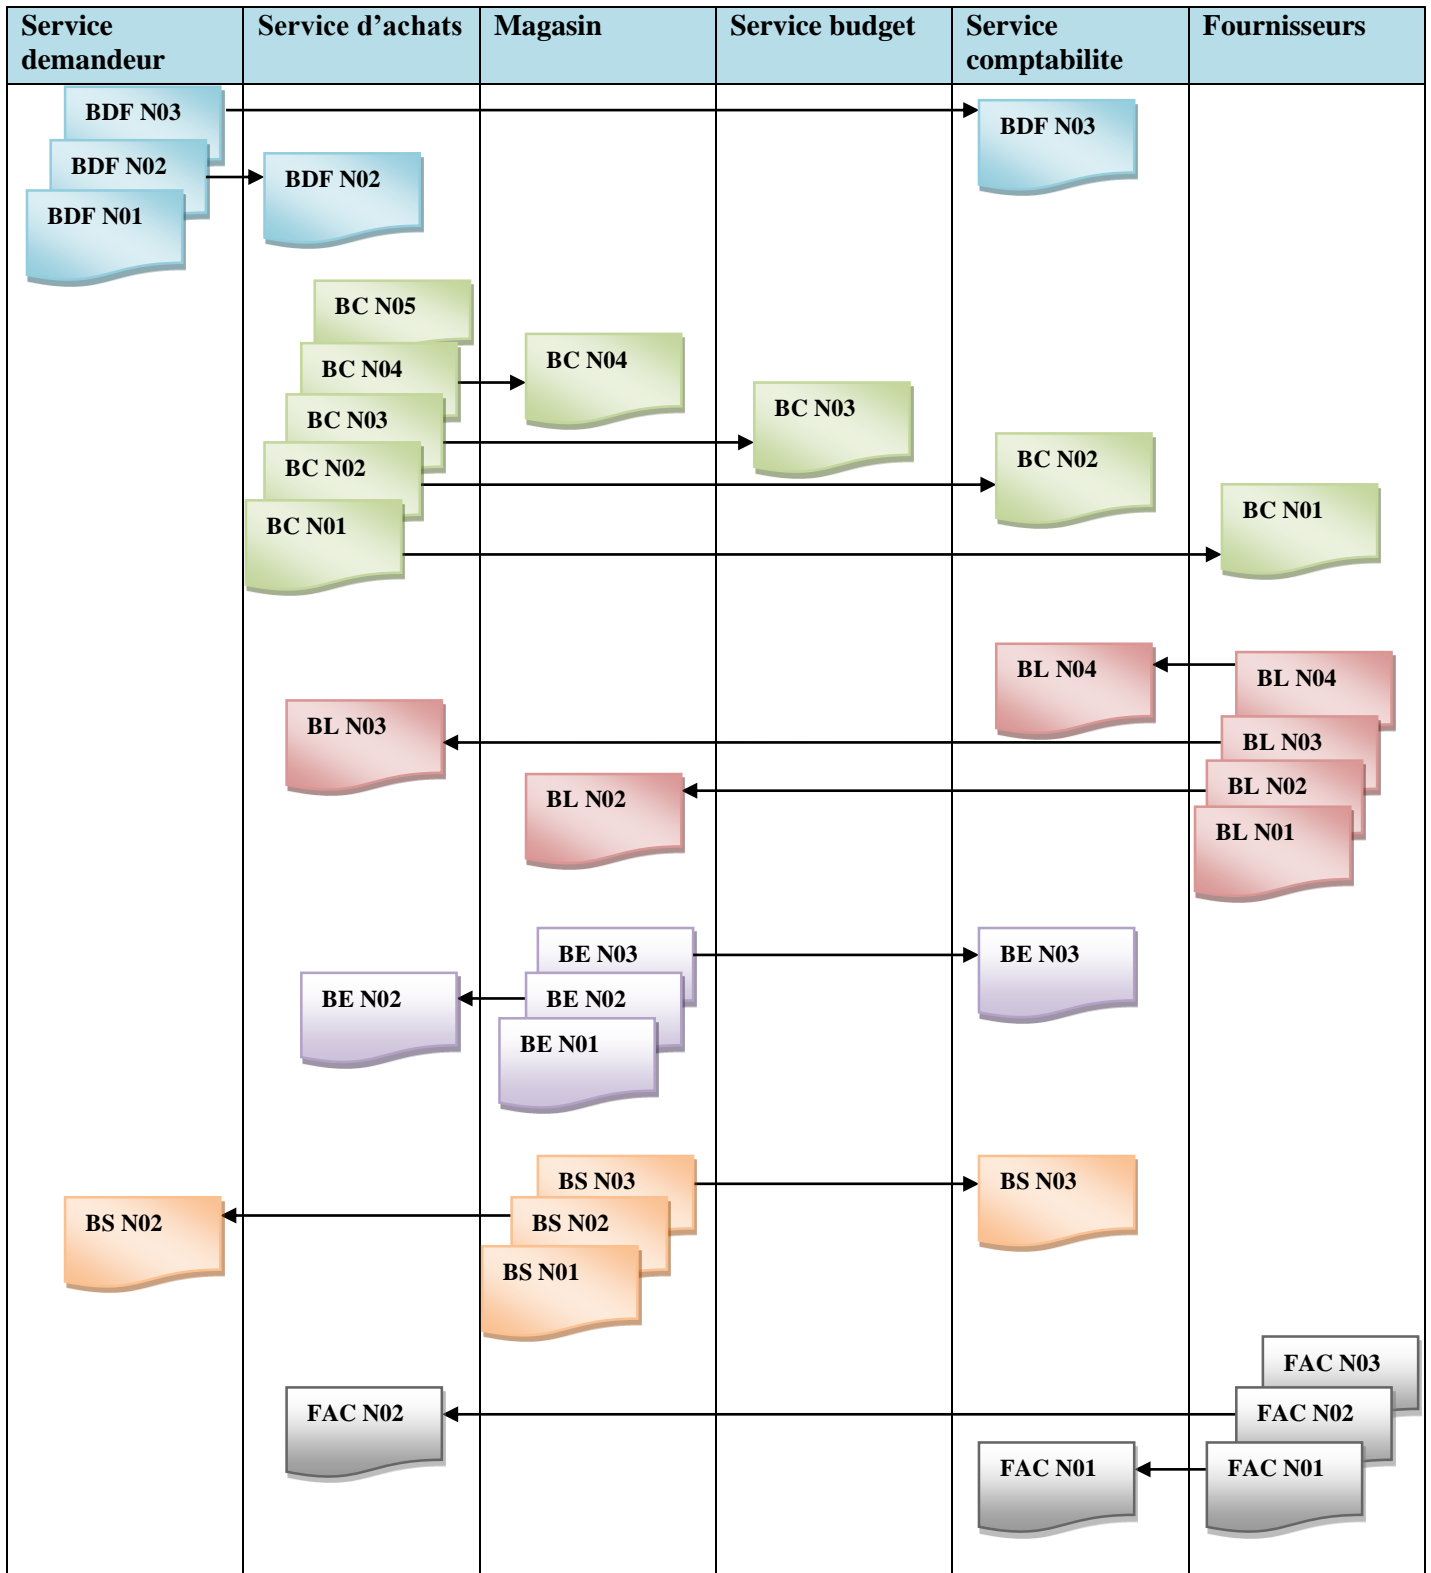 Service demandeur
Service d’achats
Magasin
Service budget
Service comptabilite
Fournisseurs
BDF N03
BDF N03
BDF N02
BDF N02
BDF N01
BC N05
BC N04
BC N04
BC N03
BC N03
BC N02
BC N02
BC N01
BC N01
BL N04
BL N04
BL N03
BL N03
BL N02
BL N02
BL N01
BE N03
BE N03
BE N02
BE N02
BE N01
BS N03
BS N03
BS N02
BS N02
BS N01
FAC N03
FAC N02
FAC N02
FAC N01
FAC N01